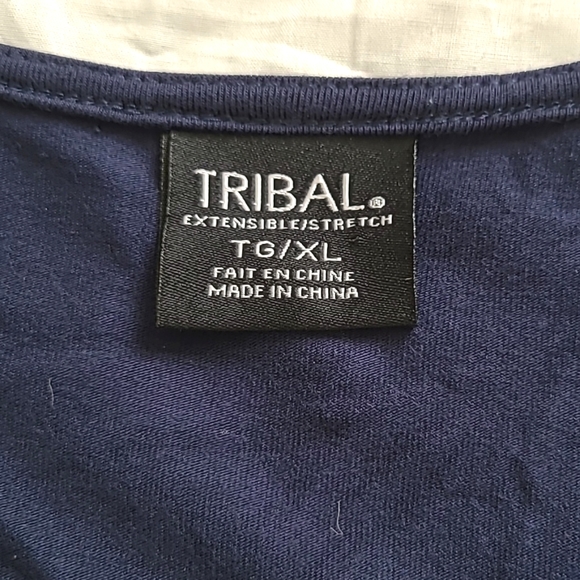 TRIBAL®
EXTENSIBLE/STRETCH
TG/XL
FAIT EN CHINE
MADE IN CHINA